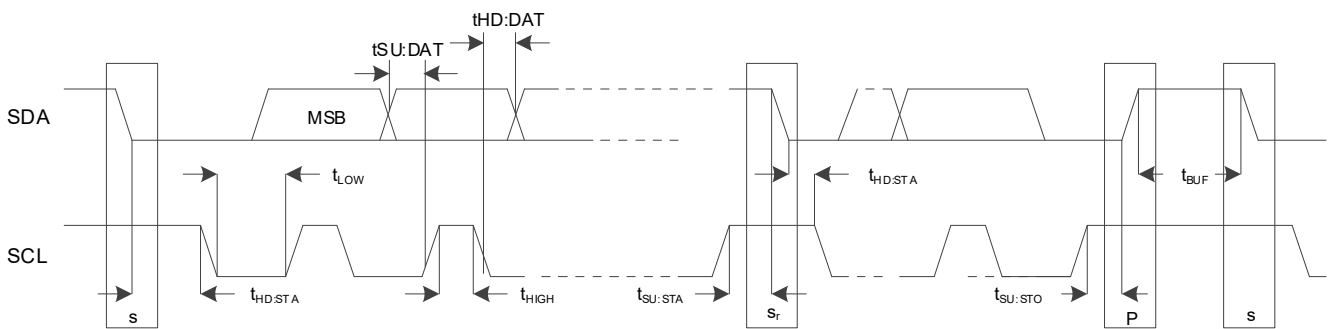 tHD:DAT
tSU:DAT
SDA
MSB
tLOW
tHD:STA
tBUF
SCL
tHD:STA
tHIGH
tSU:STA
tSU:STO
s
sr
P
s